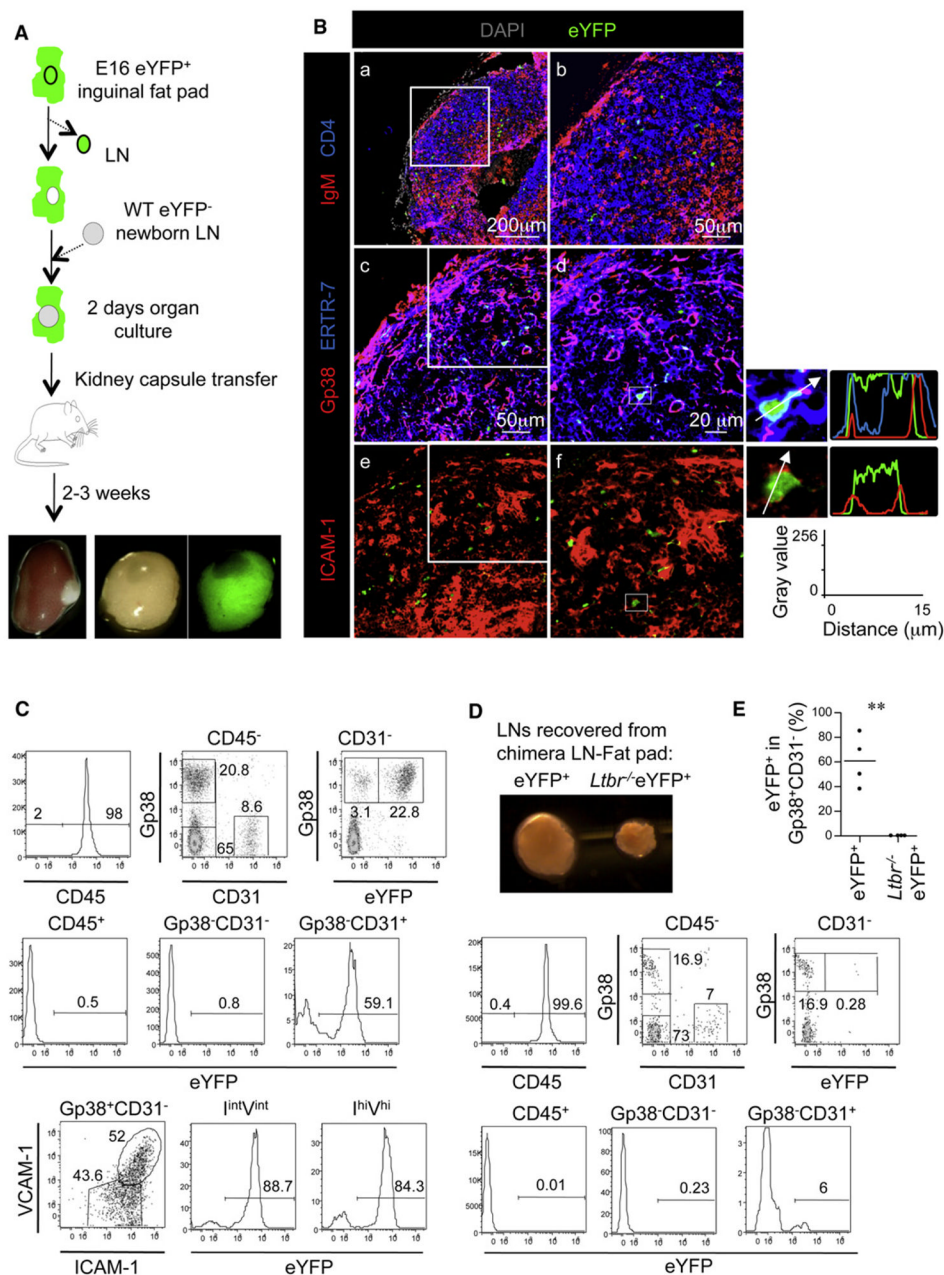 A
E16 eYFP⁺
inguinal fat pad
LN
WT eYFP⁻
newborn LN
2 days organ
culture
Kidney capsule transfer
2-3 weeks
B
DAPI eYFP
IgM CD4
a
200μm
b
50μm
Gp38 ERTR-7
c
50μm
d
20 μm
ICAM-1
e
f
Gray value
256
0
0 15
Distance (μm)
C
CD45⁻
CD31⁻
2 98
CD45
Gp38
20.8
8.6
65
CD31
3.1 22.8
eYFP
CD45⁺
Gp38⁻CD31⁻
Gp38⁻CD31⁺
0.5
0.8
59.1
eYFP
Gp38⁺CD31⁻
IⁱⁿᵗVⁱⁿᵗ
IʰⁱVʰⁱ
VCAM-1
52
43.6
ICAM-1
88.7
84.3
eYFP
D
LNs recovered from
chimera LN-Fat pad:
eYFP⁺ Ltbr⁻/⁻eYFP⁺
E
eYFP⁺ in
Gp38⁺CD31⁻ (%)
100
80
60
40
20
0
**
eYFP⁺
Ltbr⁻/⁻
eYFP⁺
CD45⁻
CD31⁻
0.4 99.6
CD45
Gp38
16.9
7
73
CD31
Gp38
16.9 0.28
eYFP
CD45⁺
Gp38⁻CD31⁻
Gp38⁻CD31⁺
0.01
0.23
6
eYFP